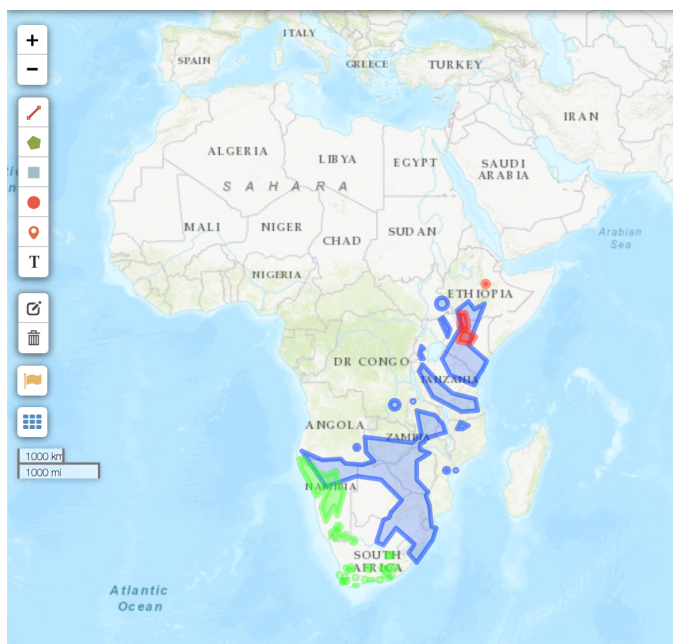 +
ITALY
−
SPAIN
GREECE
TURKEY
IRAN
ALGERIA
LIBYA
EGYPT
SAUDI
ARABIA
SAHARA
MALI
NIGER
CHAD
SUDAN
Arabian
Sea
T
NIGERIA
ETHIOPIA
DR CONGO
TANZANIA
ANGOLA
ZAMBIA
1000 km
1000 mi
NAMIBIA
SOUTH
AFRICA
Atlantic
Ocean